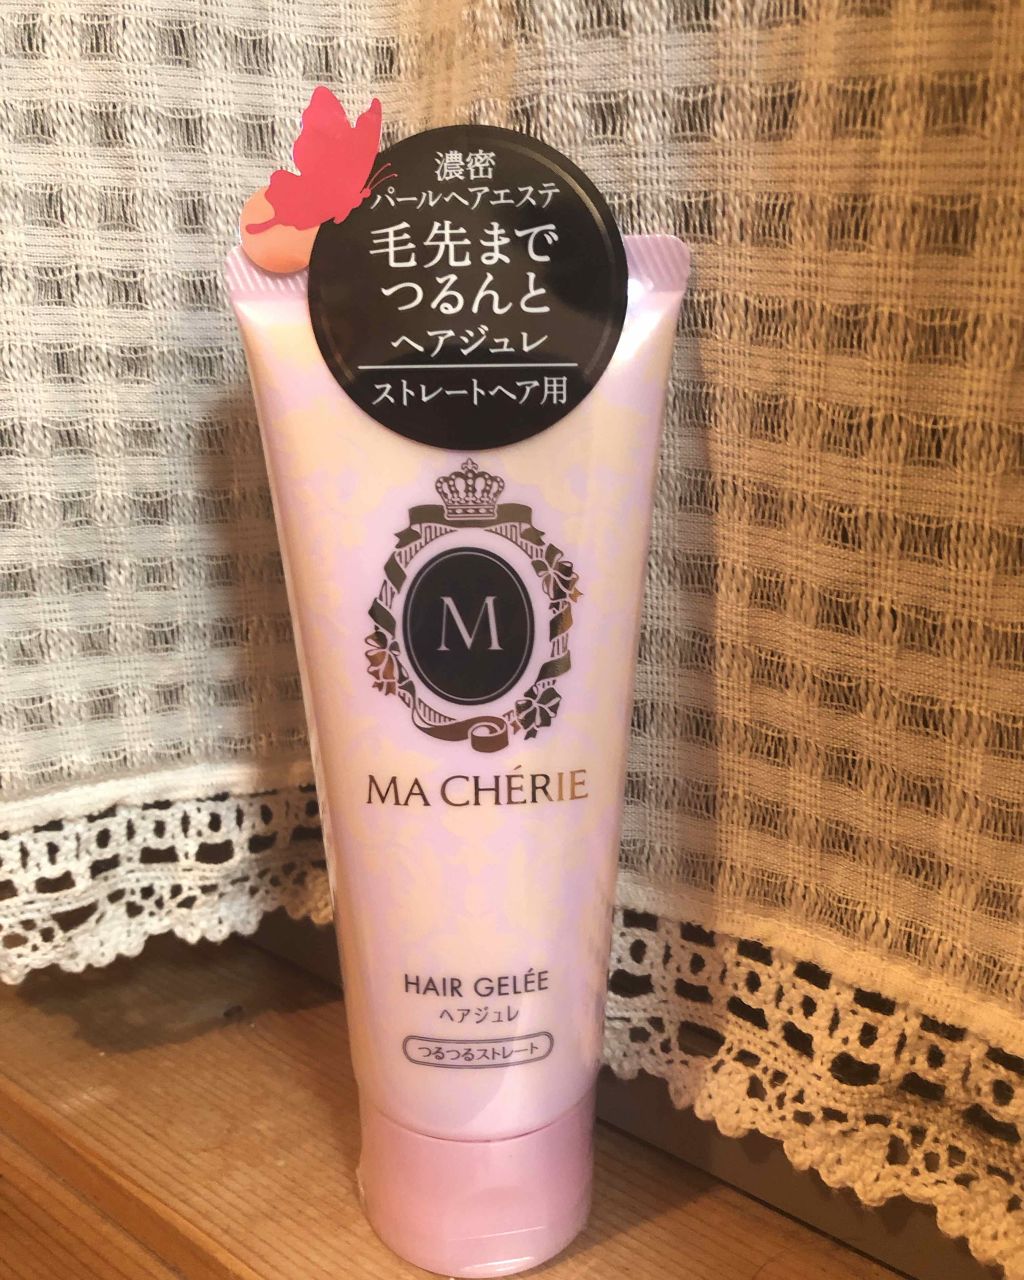 濃密
パールヘアエステ
毛先まで
つるんと
ヘアジュレ
ストレートヘア用
M
MA CHÉRIE
HAIR GELÉE
ヘアジュレ
つるつるストレート